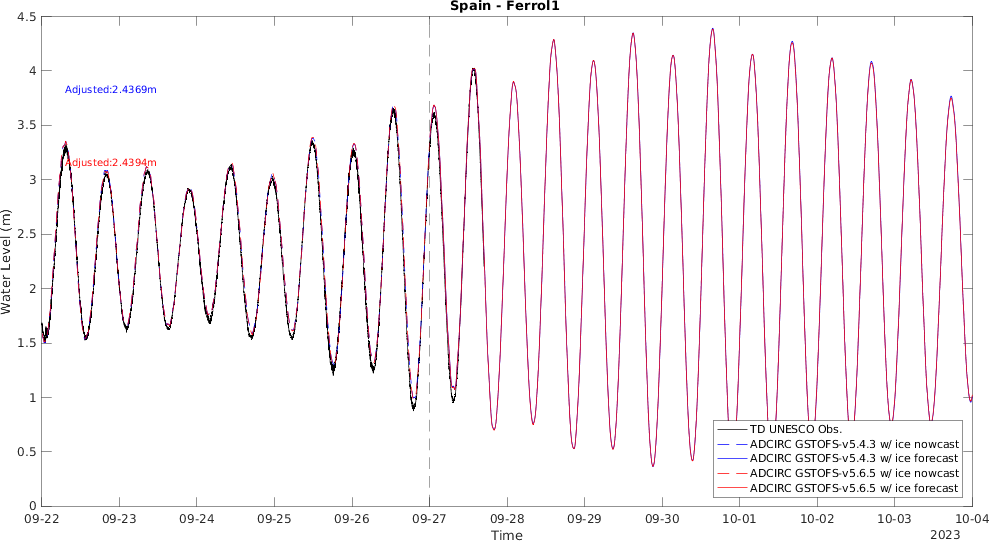 Spain - Ferrol1
4.5
4
3.5
3
2.5
2
1.5
1
0.5
0
Water Level (m)
Adjusted:2.4369m
Adjusted:2.4394m
TD UNESCO Obs.
ADCIRC GSTOFS-v5.4.3 w/ ice nowcast
ADCIRC GSTOFS-v5.4.3 w/ ice forecast
ADCIRC GSTOFS-v5.6.5 w/ ice nowcast
ADCIRC GSTOFS-v5.6.5 w/ ice forecast
09-22 09-23 09-24 09-25 09-26 09-27 09-28 09-29 09-30 10-01 10-02 10-03 10-04
Time
2023